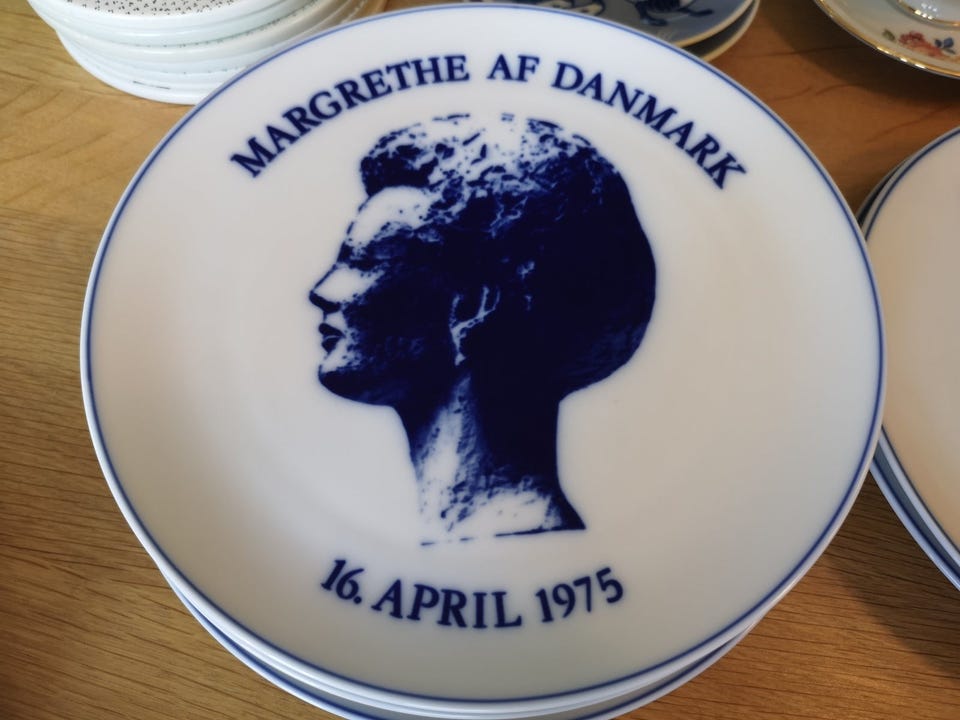 MARGRETHE AF DANMARK
16. APRIL 1975